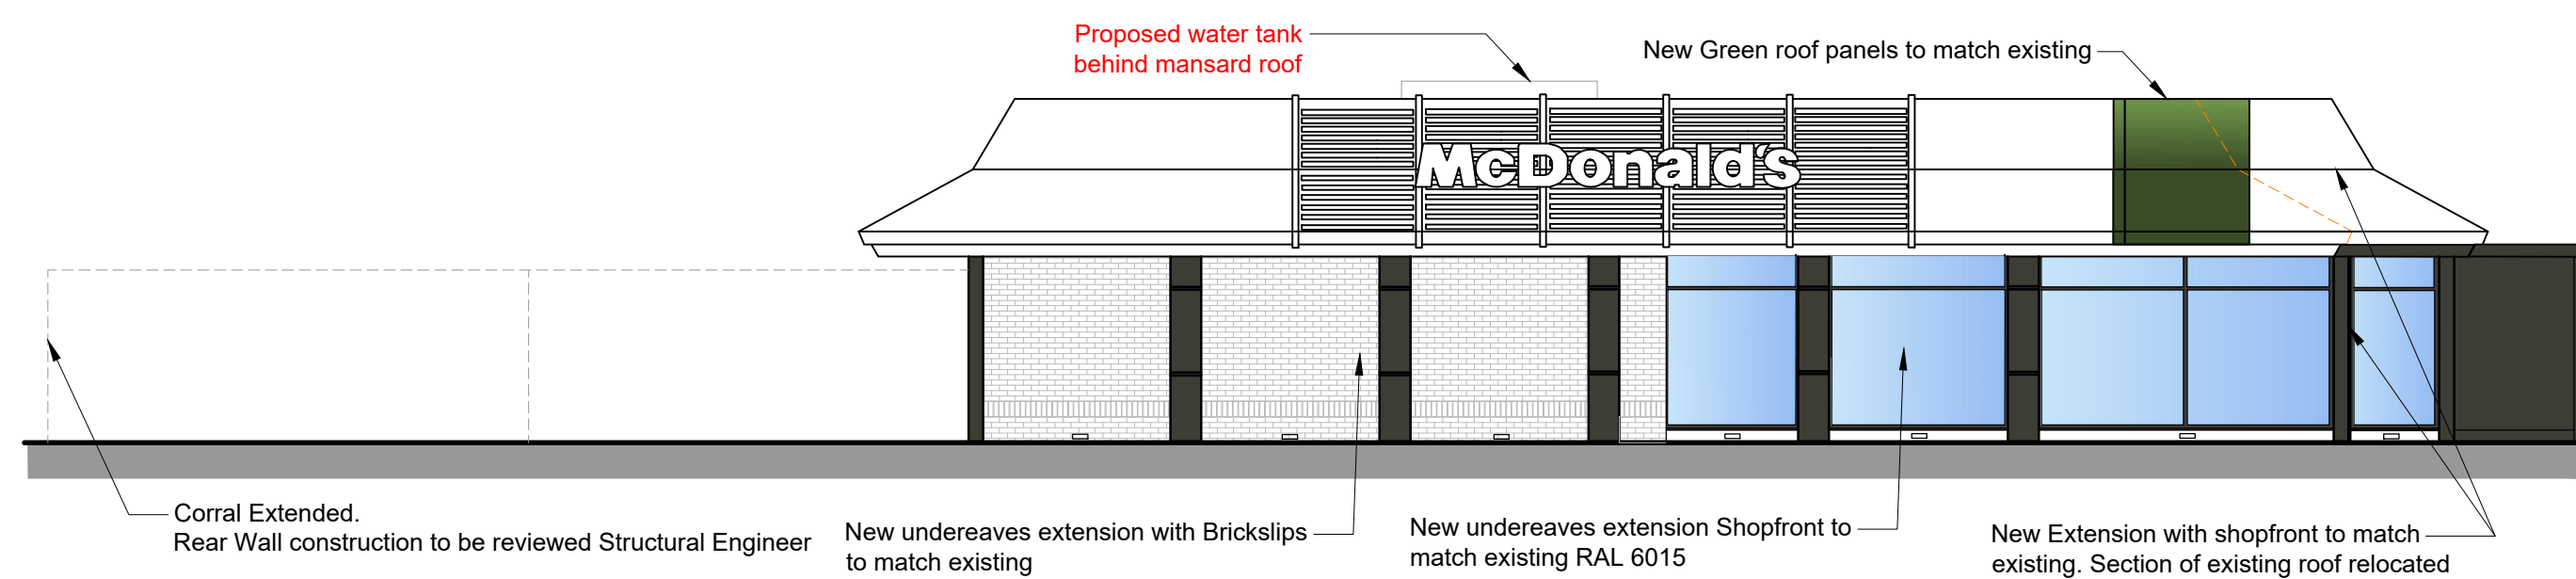 Proposed water tank
behind mansard roof
New Green roof panels to match existing
McDonald's
Corral Extended.
Rear Wall construction to be reviewed Structural Engineer
New undereaves extension with Brickslips
to match existing
New undereaves extension Shopfront to
match existing RAL 6015
New Extension with shopfront to match
existing. Section of existing roof relocated